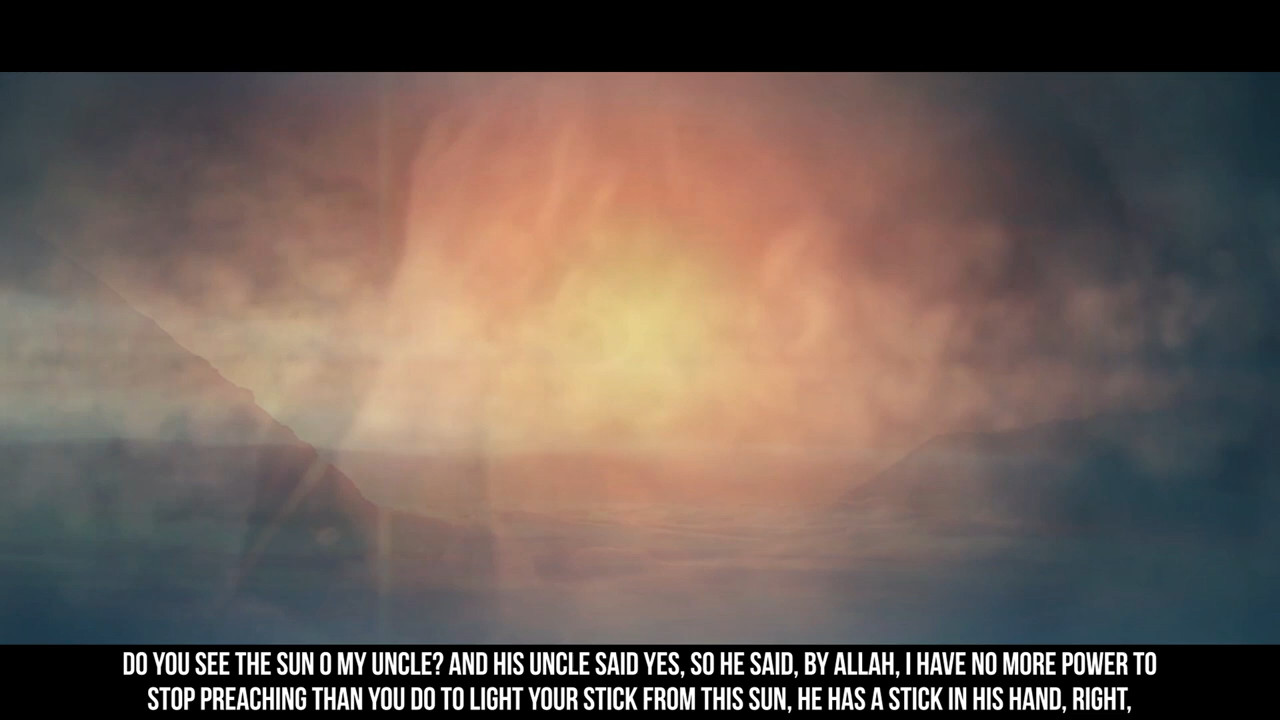 DO YOU SEE THE SUN O MY UNCLE? AND HIS UNCLE SAID YES, SO HE SAID, BY ALLAH, I HAVE NO MORE POWER TO
STOP PREACHING THAN YOU DO TO LIGHT YOUR STICK FROM THIS SUN, HE HAS A STICK IN HIS HAND, RIGHT,